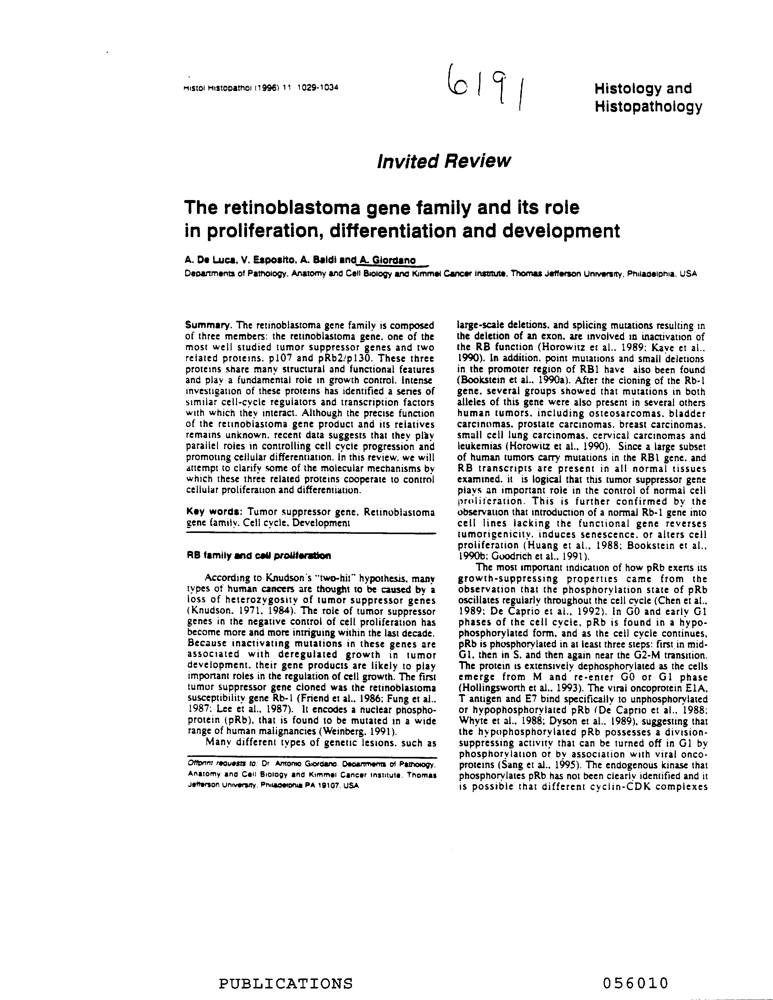 Histol Histopathol (1996) 11 1029-1034
6191
Histology and
Histopathology
Invited Review
The retinoblastoma gene family and its role
in proliferation, differentiation and development
A. De Luca, V. Esposito, A. Baldi and A. Giordano
Departments of Pathology, Anatomy and Cell Biology and Kimmel Cancer Institute, Thomas Jefferson University, Philadelphia, USA
Summary. The retinoblastoma gene family is composed
of three members: the retinoblastoma gene, one of the
most well studied tumor suppressor genes and two
related proteins, p107 and pRb2/p130. These three
proteins share many structural and functional features
and play a fundamental role in growth control. Intense
investigation of these proteins has identified a series of
similar cell-cycle regulators and transcription factors
with which they interact. Although the precise function
of the retinoblastoma gene product and its relatives
remains unknown, recent data suggests that they play
parallel roles in controlling cell cycle progression and
promoting cellular differentiation. In this review, we will
attempt to clarify some of the molecular mechanisms by
which these three related proteins cooperate to control
cellular proliferation and differentiation.
Key words: Tumor suppressor gene, Retinoblastoma
gene family, Cell cycle, Development
RB family and cell proliferation
According to Knudson's "two-hit" hypothesis, many
types of human cancers are thought to be caused by a
loss of heterozygosity of tumor suppressor genes
(Knudson, 1971, 1984). The role of tumor suppressor
genes in the negative control of cell proliferation has
become more and more intriguing within the last decade.
Because inactivating mutations in these genes are
associated with deregulated growth in tumor
development, their gene products are likely to play
important roles in the regulation of cell growth. The first
tumor suppressor gene cloned was the retinoblastoma
susceptibility gene Rb-1 (Friend et al., 1986; Fung et al.,
1987; Lee et al., 1987). It encodes a nuclear phospho-
protein (pRb), that is found to be mutated in a wide
range of human malignancies (Weinberg, 1991).
Many different types of genetic lesions, such as
Offprint requests to: Dr Antonio Giordano, Departments of Pathology,
Anatomy and Cell Biology and Kimmel Cancer Institute, Thomas
Jefferson University, Philadelphia PA 19107, USA
large-scale deletions, and splicing mutations resulting in
the deletion of an exon, are involved in inactivation of
the RB function (Horowitz et al., 1989; Kaye et al.,
1990). In addition, point mutations and small deletions
in the promoter region of RB1 have also been found
(Bookstein et al., 1990a). After the cloning of the Rb-1
gene, several groups showed that mutations in both
alleles of this gene were also present in several others
human tumors, including osteosarcomas, bladder
carcinomas, prostate carcinomas, breast carcinomas,
small cell lung carcinomas, cervical carcinomas and
leukemias (Horowitz et al., 1990). Since a large subset
of human tumors carry mutations in the RB1 gene, and
RB transcripts are present in all normal tissues
examined, it is logical that this tumor suppressor gene
plays an important role in the control of normal cell
proliferation. This is further confirmed by the
observation that introduction of a normal Rb-1 gene into
cell lines lacking the functional gene reverses
tumorigenicity, induces senescence, or alters cell
proliferation (Huang et al., 1988; Bookstein et al.,
1990b; Goodrich et al., 1991).
The most important indication of how pRb exerts its
growth-suppressing properties came from the
observation that the phosphorylation state of pRb
oscillates regularly throughout the cell cycle (Chen et al.,
1989; De Caprio et al., 1992). In G0 and early G1
phases of the cell cycle, pRb is found in a hypo-
phosphorylated form, and as the cell cycle continues,
pRb is phosphorylated in at least three steps: first in mid-
G1, then in S, and then again near the G2-M transition.
The protein is extensively dephosphorylated as the cells
emerge from M and re-enter G0 or G1 phase
(Hollingsworth et al., 1993). The viral oncoprotein E1A,
T antigen and E7 bind specifically to unphosphorylated
or hypophosphorylated pRb (De Caprio et al., 1988;
Whyte et al., 1988; Dyson et al., 1989), suggesting that
the hypophosphorylated pRb possesses a division-
suppressing activity that can be turned off in G1 by
phosphorylation or by association with viral onco-
proteins (Sang et al., 1995). The endogenous kinase that
phosphorylates pRb has not been clearly identified and it
is possible that different cyclin-CDK complexes
PUBLICATIONS
056010